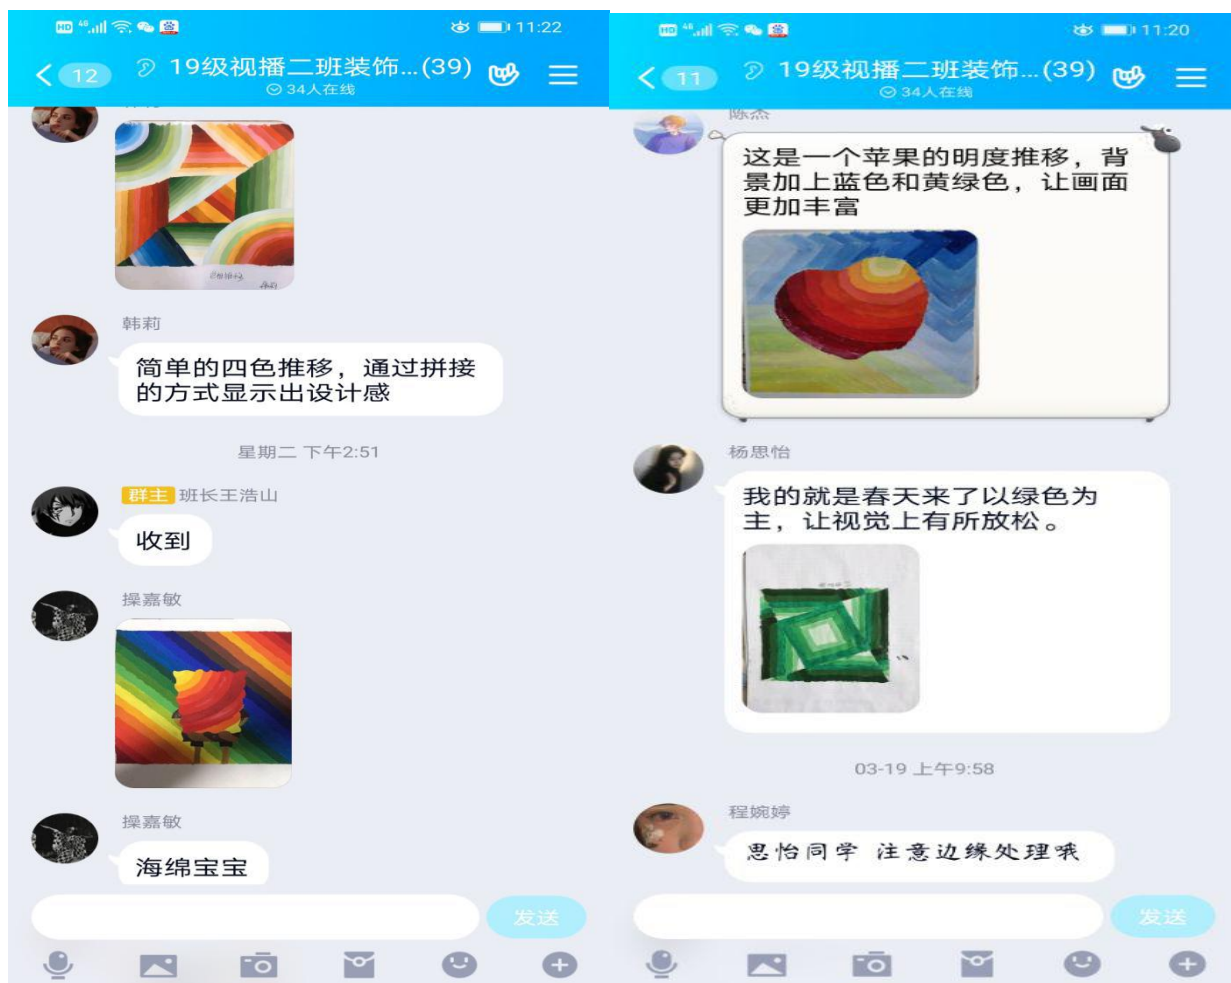 HD 4G 11:22
12 19级视播二班装饰...(39)
34人在线
韩莉
简单的四色推移，通过拼接
的方式显示出设计感
星期二 下午2:51
群主 班长王浩山
收到
操嘉敏
操嘉敏
海绵宝宝
发送
HD 4G 11:20
11 19级视播二班装饰...(39)
34人在线
陈杰
这是一个苹果的明度推移，背
景加上蓝色和黄绿色，让画面
更加丰富
杨思怡
我的就是春天来了以绿色为
主，让视觉上有所放松。
03-19 上午9:58
程婉婷
思怡同学 注意边缘处理哦
发送